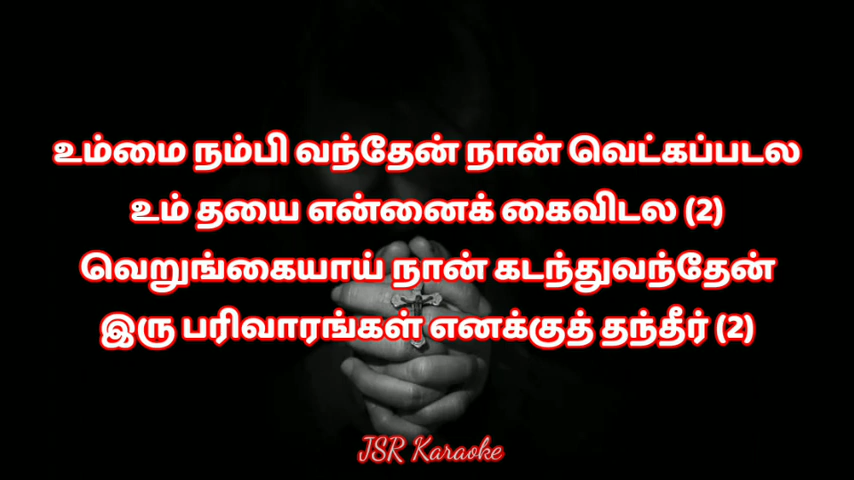 உம்மை நம்பி வந்தேன் நான் வெட்கப்படல
உம் தயை என்னைக் கைவிடல (2)
வெறுங்கையாய் நான் கடந்துவந்தேன்
இரு பரிவாரங்கள் எனக்குத் தந்தீர் (2)
JSR Karaoke